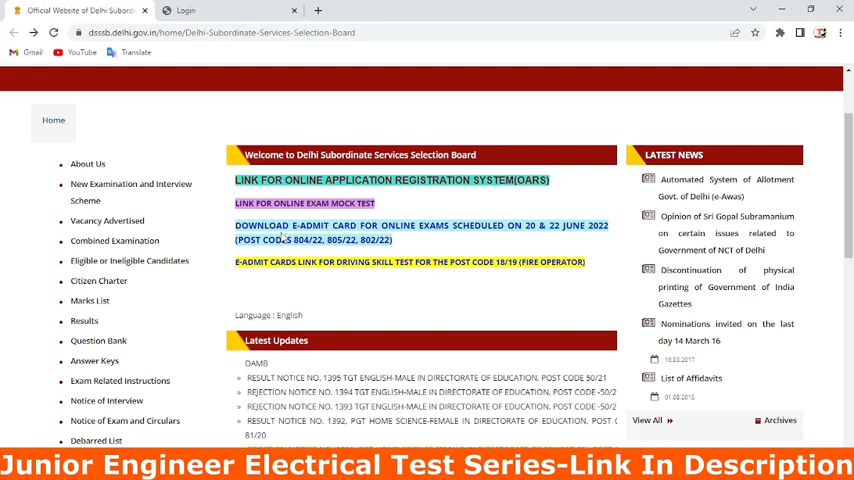 Official Website of Delhi Subord
Login
dsssb.delhi.gov.in/home/Delhi-Subordinate-Services-Selection-Board
Gmail
YouTube
Translate
Home
About Us
New Examination and Interview
Scheme
Vacancy Advertised
Combined Examination
Eligible or Ineligible Candidates
Citizen Charter
Marks List
Results
Question Bank
Answer Keys
Exam Related Instructions
Notice of Interview
Notice of Exam and Circulars
Debarred List
Welcome to Delhi Subordinate Services Selection Board
LINK FOR ONLINE APPLICATION REGISTRATION SYSTEM(OARS)
LINK FOR ONLINE EXAM MOCK TEST
DOWNLOAD E-ADMIT CARD FOR ONLINE EXAMS SCHEDULED ON 20 & 22 JUNE 2022
(POST CODES 804/22, 805/22, 802/22)
E-ADMIT CARDS LINK FOR DRIVING SKILL TEST FOR THE POST CODE 18/19 (FIRE OPERATOR)
Language : English
Latest Updates
DAMB
» RESULT NOTICE NO. 1395 TGT ENGLISH-MALE IN DIRECTORATE OF EDUCATION, POST CODE 50/21
» REJECTION NOTICE NO. 1394 TGT ENGLISH-MALE IN DIRECTORATE OF EDUCATION, POST CODE -50/2
» REJECTION NOTICE NO. 1393 TGT ENGLISH-MALE IN DIRECTORATE OF EDUCATION, POST CODE -50/2
» RESULT NOTICE NO. 1392, PGT HOME SCIENCE-FEMALE IN DIRECTORATE OF EDUCATION, POST C
81/20
LATEST NEWS
Automated System of Allotment
Govt. of Delhi (e-Awas)
Opinion of Sri Gopal Subramanium
on certain issues related to
Government of NCT of Delhi
Discontinuation of physical
printing of Government of India
Gazettes
Nominations invited on the last
day 14 March 16
16.03.2017
List of Affidavits
01.08.2015
View All
Archives
Junior Engineer Electrical Test Series-Link In Description